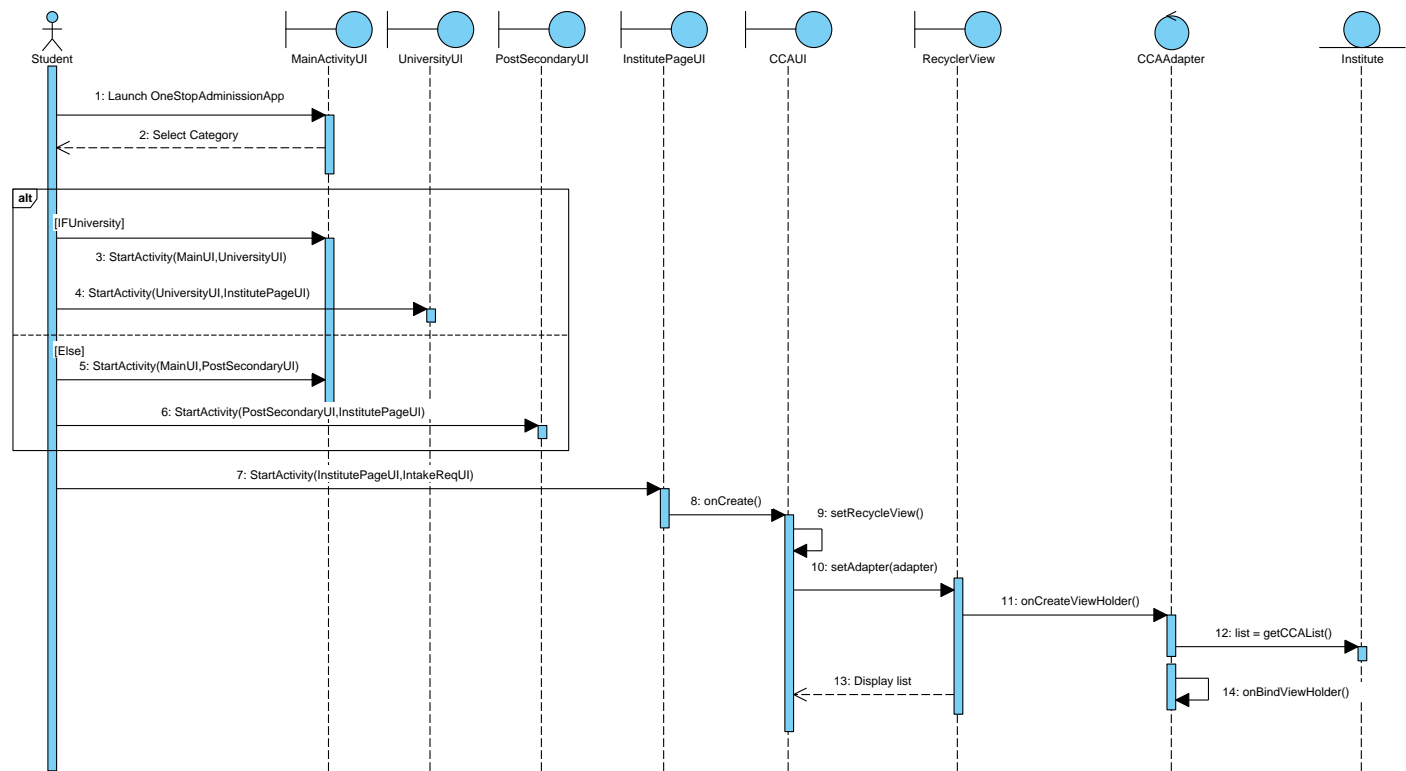 Student
MainActivityUI
UniversityUI
PostSecondaryUI
InstitutePageUI
CCAUI
RecyclerView
CCAAdapter
Institute
1: Launch OneStopAdminissionApp
2: Select Category
alt
[IFUniversity]
3: StartActivity(MainUI,UniversityUI)
4: StartActivity(UniversityUI,InstitutePageUI)
[Else]
5: StartActivity(MainUI,PostSecondaryUI)
6: StartActivity(PostSecondaryUI,InstitutePageUI)
7: StartActivity(InstitutePageUI,IntakeReqUI)
8: onCreate()
9: setRecycleView()
10: setAdapter(adapter)
11: onCreateViewHolder()
12: list = getCCAList()
13: Display list
14: onBindViewHolder()